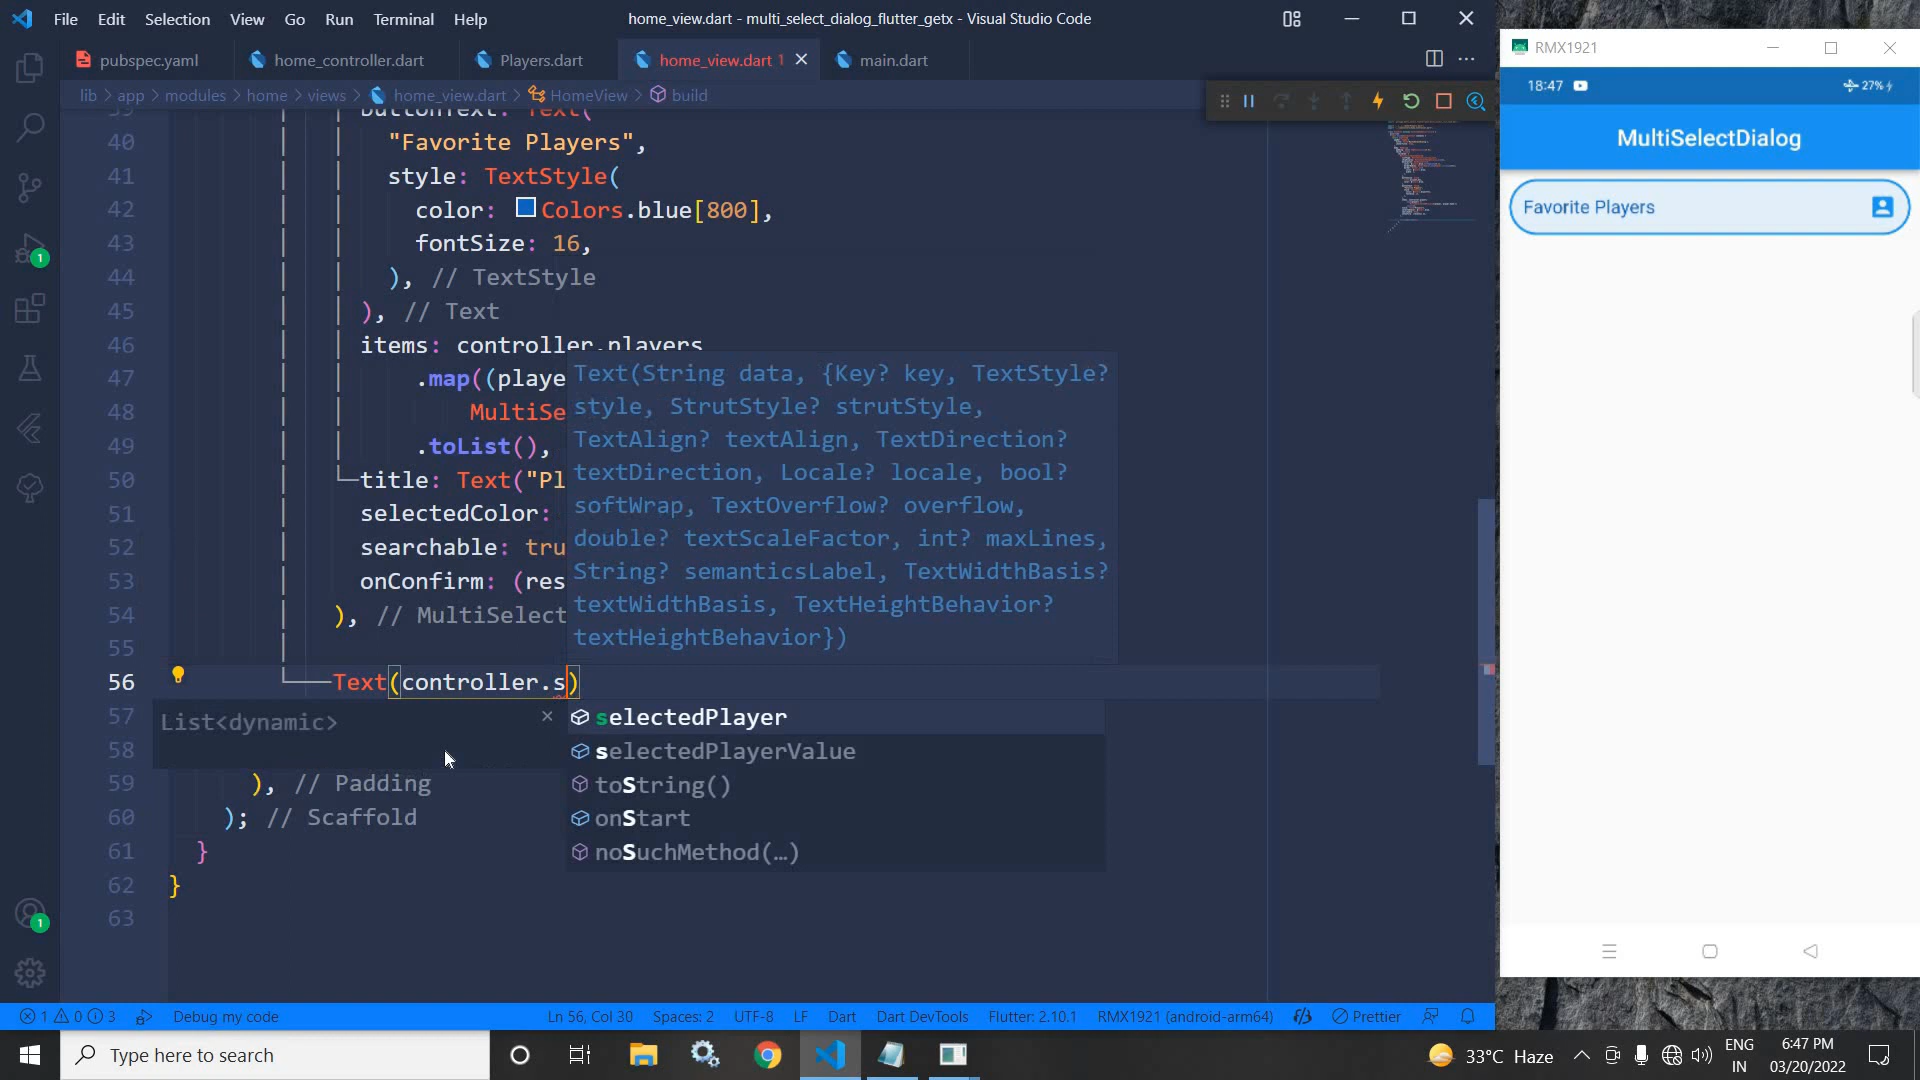 File Edit Selection View Go Run Terminal Help
home_view.dart - multi_select_dialog_flutter_getx - Visual Studio Code
pubspec.yaml home_controller.dart Players.dart home_view.dart 1 main.dart
lib > app > modules > home > views > home_view.dart > HomeView > build
39 buttonText: Text(
40 "Favorite Players",
41 style: TextStyle(
42 color: Colors.blue[800],
43 fontSize: 16,
44 ), // TextStyle
45 ), // Text
46 items: controller.players
47 .map((playe
48 MultiSe
49 .toList(),
50 title: Text("Pl
51 selectedColor:
52 searchable: tru
53 onConfirm: (res
54 ), // MultiSelect
55
56 Text(controller.s)
57
58
59 ), // Padding
60 ); // Scaffold
61 }
62 }
63
Text(String data, {Key? key, TextStyle?
style, StrutStyle? strutStyle,
TextAlign? textAlign, TextDirection?
textDirection, Locale? locale, bool?
softWrap, TextOverflow? overflow,
double? textScaleFactor, int? maxLines,
String? semanticsLabel, TextWidthBasis?
textWidthBasis, TextHeightBehavior?
textHeightBehavior})
List<dynamic>
selectedPlayer
selectedPlayerValue
toString()
onStart
noSuchMethod(…)
1
1
1 0 3 Debug my code Ln 56, Col 30 Spaces: 2 UTF-8 LF Dart Dart DevTools Flutter: 2.10.1 RMX1921 (android-arm64) Prettier
RMX1921
18:47 27%
MultiSelectDialog
Favorite Players
Type here to search
33°C Haze
ENG
IN
6:47 PM
03/20/2022